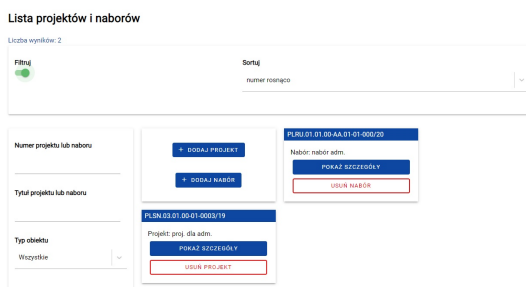 Lista projektów i naborów
Liczba wyników: 2
Filtruj
Sortuj
numer rosnąco
Numer projektu lub naboru
Tytuł projektu lub naboru
Typ obiektu
Wszystkie
+ DODAJ PROJEKT
+ DODAJ NABÓR
PLRU.01.01.00-AA.01-01-000/20
Nabór: nabór adm.
POKAŻ SZCZEGÓŁY
USUŃ NABÓR
PLSN.03.01.00-01-0003/19
Projekt: proj. dla adm.
POKAŻ SZCZEGÓŁY
USUŃ PROJEKT